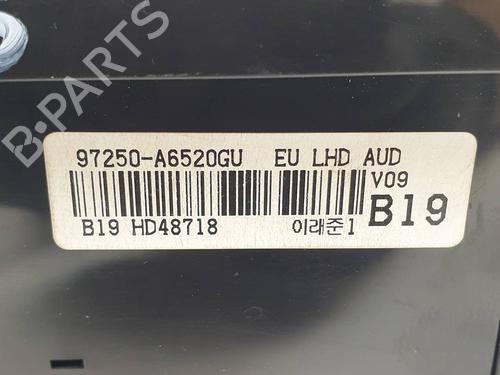 97250-A6520GU EU LHD AUD
V09
B19
B19 HD48718 이래준1
B-PARTS